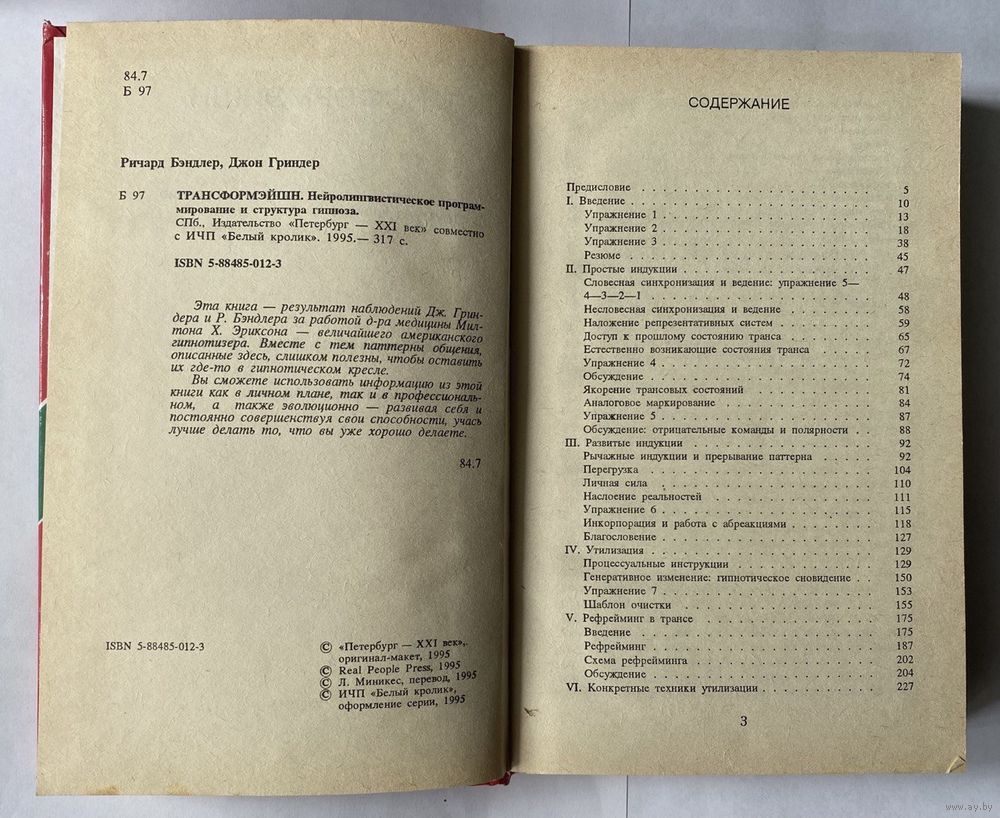 84.7
Б 97
Ричард Бэндлер, Джон Гриндер
Б 97 ТРАНСФОРМЭЙШН. Нейролингвистическое програм-
мирование и структура гипноза.
СПб., Издательство «Петербург — XXI век» совместно
с ИЧП «Белый кролик». 1995.— 317 с.
ISBN 5-88485-012-3
Эта книга — результат наблюдений Дж. Грин-
дера и Р. Бэндлера за работой д-ра медицины Мил-
тона Х. Эриксона — величайшего американского
гипнотизера. Вместе с тем паттерны общения,
описанные здесь, слишком полезны, чтобы оставить
их где-то в гипнотическом кресле.
Вы сможете использовать информацию из этой
книги как в личном плане, так и в профессиональ-
ном, а также эволюционно — развивая себя и
постоянно совершенствуя свои способности, учась
лучше делать то, что вы уже хорошо делаете.
84.7
ISBN 5-88485-012-3
© «Петербург — XXI век»,
оригинал-макет, 1995
© Real People Press, 1995
© Л. Миникес, перевод, 1995
© ИЧП «Белый кролик»,
оформление серии, 1995
СОДЕРЖАНИЕ
Предисловие . . . . . . . . . . . . . . . . . 5
I. Введение . . . . . . . . . . . . . . . . . 10
Упражнение 1 . . . . . . . . . . . . . . . . 13
Упражнение 2 . . . . . . . . . . . . . . . . 18
Упражнение 3 . . . . . . . . . . . . . . . . 38
Резюме . . . . . . . . . . . . . . . . . . . 45
II. Простые индукции . . . . . . . . . . . . . 47
Словесная синхронизация и ведение: упражнение 5—
4—3—2—1 . . . . . . . . . . . . . . . . . . 48
Несловесная синхронизация и ведение . . . . . 58
Наложение репрезентативных систем . . . . . . 59
Доступ к прошлому состоянию транса . . . . . . 65
Естественно возникающие состояния транса . . . 67
Упражнение 4 . . . . . . . . . . . . . . . . 72
Обсуждение . . . . . . . . . . . . . . . . . 74
Якорение трансовых состояний . . . . . . . . . 81
Аналоговое маркирование . . . . . . . . . . . 84
Упражнение 5 . . . . . . . . . . . . . . . . 87
Обсуждение: отрицательные команды и полярности . . 88
III. Развитые индукции . . . . . . . . . . . . 92
Рычажные индукции и прерывание паттерна . . . . 92
Перегрузка . . . . . . . . . . . . . . . . . 104
Личная сила . . . . . . . . . . . . . . . . . 110
Наслоение реальностей . . . . . . . . . . . . 111
Упражнение 6 . . . . . . . . . . . . . . . . 115
Инкорпорация и работа с абреакциями . . . . . . 118
Благословение . . . . . . . . . . . . . . . . 127
IV. Утилизация . . . . . . . . . . . . . . . . 129
Процессуальные инструкции . . . . . . . . . . 129
Генеративное изменение: гипнотическое сновидение . . 150
Упражнение 7 . . . . . . . . . . . . . . . . 153
Шаблон очистки . . . . . . . . . . . . . . . 155
V. Рефрейминг в трансе . . . . . . . . . . . . 175
Введение . . . . . . . . . . . . . . . . . . 175
Рефрейминг . . . . . . . . . . . . . . . . . 187
Схема рефрейминга . . . . . . . . . . . . . . 202
Обсуждение . . . . . . . . . . . . . . . . . 204
VI. Конкретные техники утилизации . . . . . . . 227
3
www.ay.by